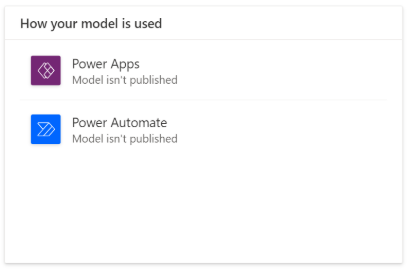 How your model is used
Power Apps
Model isn't published
Power Automate
Model isn't published